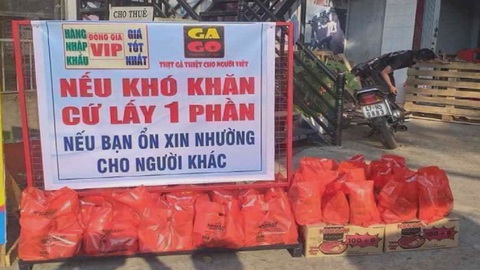 CHO THUÊ
HÀNG NHẬP KHẨU
ĐỒNG GIÁ
VIP
GIÁ TỐT NHẤT
GA GO
THỊT GÀ THIỆT CHO NGƯỜI VIỆT
NẾU KHÓ KHĂN
CỨ LẤY 1 PHẦN
NẾU BẠN ỔN XIN NHƯỜNG
CHO NGƯỜI KHÁC